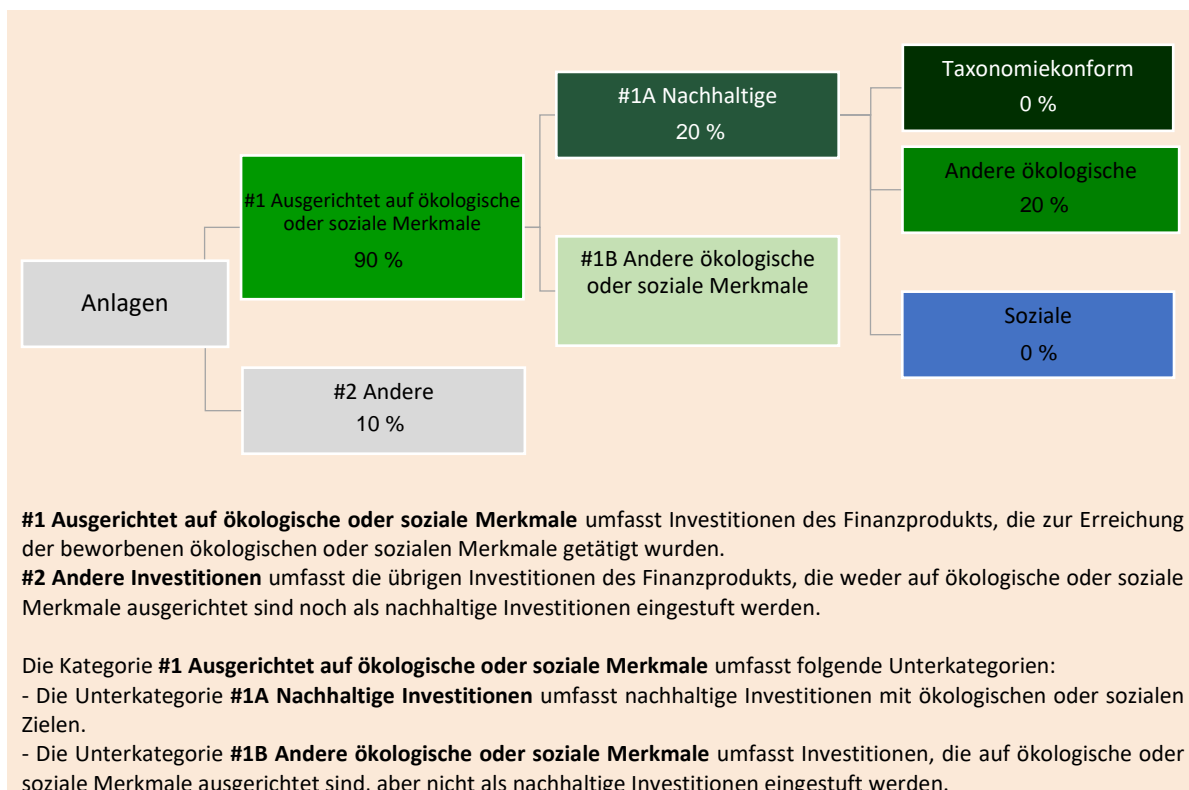 Taxonomiekonform
0 %
#1A Nachhaltige
20 %
Andere ökologische
20 %
#1 Ausgerichtet auf ökologische
oder soziale Merkmale
90 %
#1B Andere ökologische
oder soziale Merkmale
Anlagen
Soziale
0 %
#2 Andere
10 %
#1 Ausgerichtet auf ökologische oder soziale Merkmale umfasst Investitionen des Finanzprodukts, die zur Erreichung
der beworbenen ökologischen oder sozialen Merkmale getätigt wurden.
#2 Andere Investitionen umfasst die übrigen Investitionen des Finanzprodukts, die weder auf ökologische oder soziale
Merkmale ausgerichtet sind noch als nachhaltige Investitionen eingestuft werden.
Die Kategorie #1 Ausgerichtet auf ökologische oder soziale Merkmale umfasst folgende Unterkategorien:
- Die Unterkategorie #1A Nachhaltige Investitionen umfasst nachhaltige Investitionen mit ökologischen oder sozialen
Zielen.
- Die Unterkategorie #1B Andere ökologische oder soziale Merkmale umfasst Investitionen, die auf ökologische oder
soziale Merkmale ausgerichtet sind, aber nicht als nachhaltige Investitionen eingestuft werden.